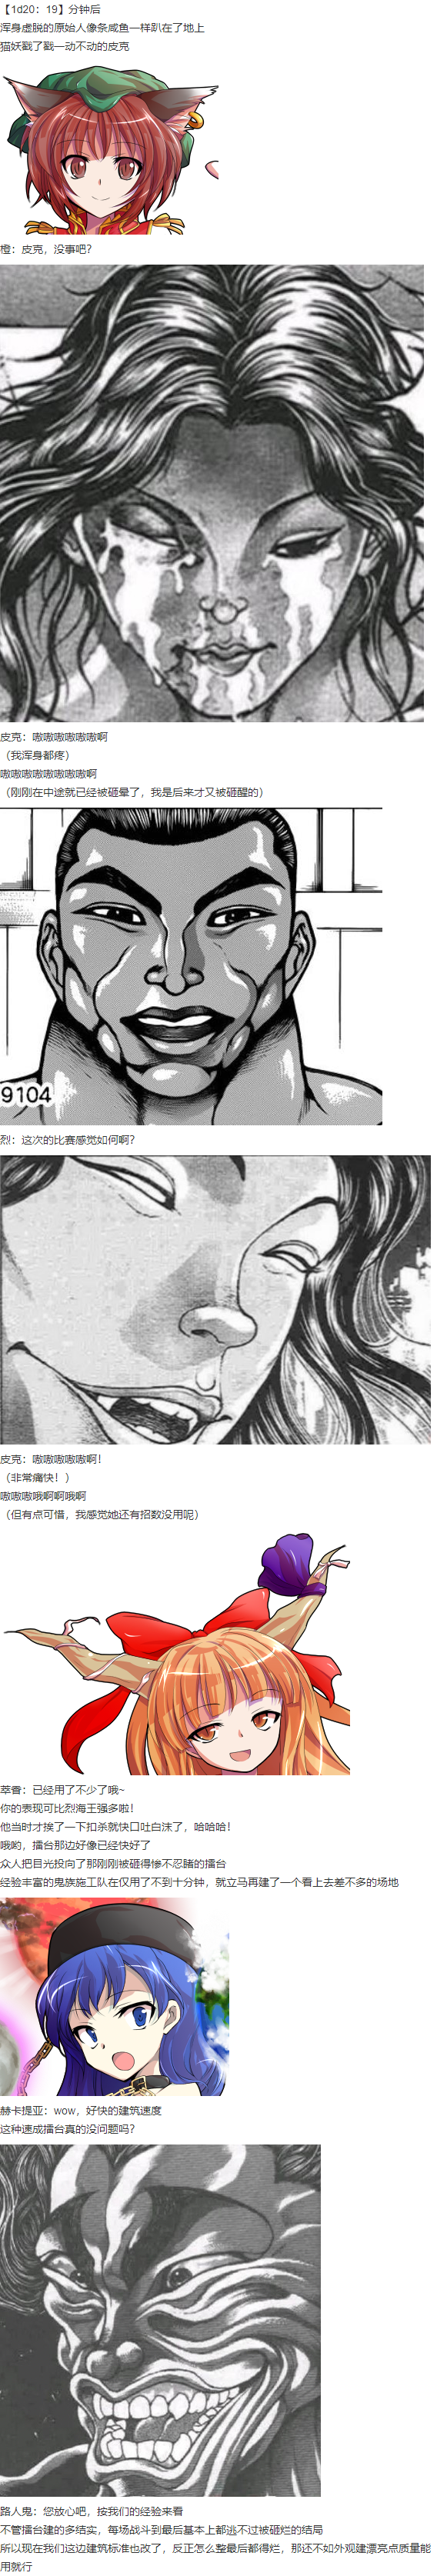 【1d20：19】分钟后
浑身虚脱的原始人像条咸鱼一样趴在了地上
猫妖戳了戳一动不动的皮克
橙：皮克，没事吧？
皮克：嗷嗷嗷嗷嗷嗷啊
（我浑身都疼）
嗷嗷嗷嗷嗷嗷嗷嗷啊
（刚刚在中途就已经被砸晕了，我是后来才又被砸醒的）
9104
烈：这次的比赛感觉如何啊？
皮克：嗷嗷嗷嗷嗷啊！
（非常痛快！）
嗷嗷嗷哦啊啊哦啊
（但有点可惜，我感觉她还有招数没用呢）
萃香：已经用了不少了哦~
你的表现可比烈海王强多啦！
他当时才挨了一下扣杀就快口吐白沫了，哈哈哈！
哦哟，擂台那边好像已经快好了
众人把目光投向了那刚刚被砸得惨不忍睹的擂台
经验丰富的鬼族施工队在仅用了不到十分钟，就立马再建了一个看上去差不多的场地
赫卡提亚：wow，好快的建筑速度
这种速成擂台真的没问题吗？
路人鬼：您放心吧，按我们的经验来看
不管擂台建的多结实，每场战斗到最后基本上都逃不过被砸烂的结局
所以现在我们这边建筑标准也改了，反正怎么整最后都得烂，那还不如外观建漂亮点质量能
用就行